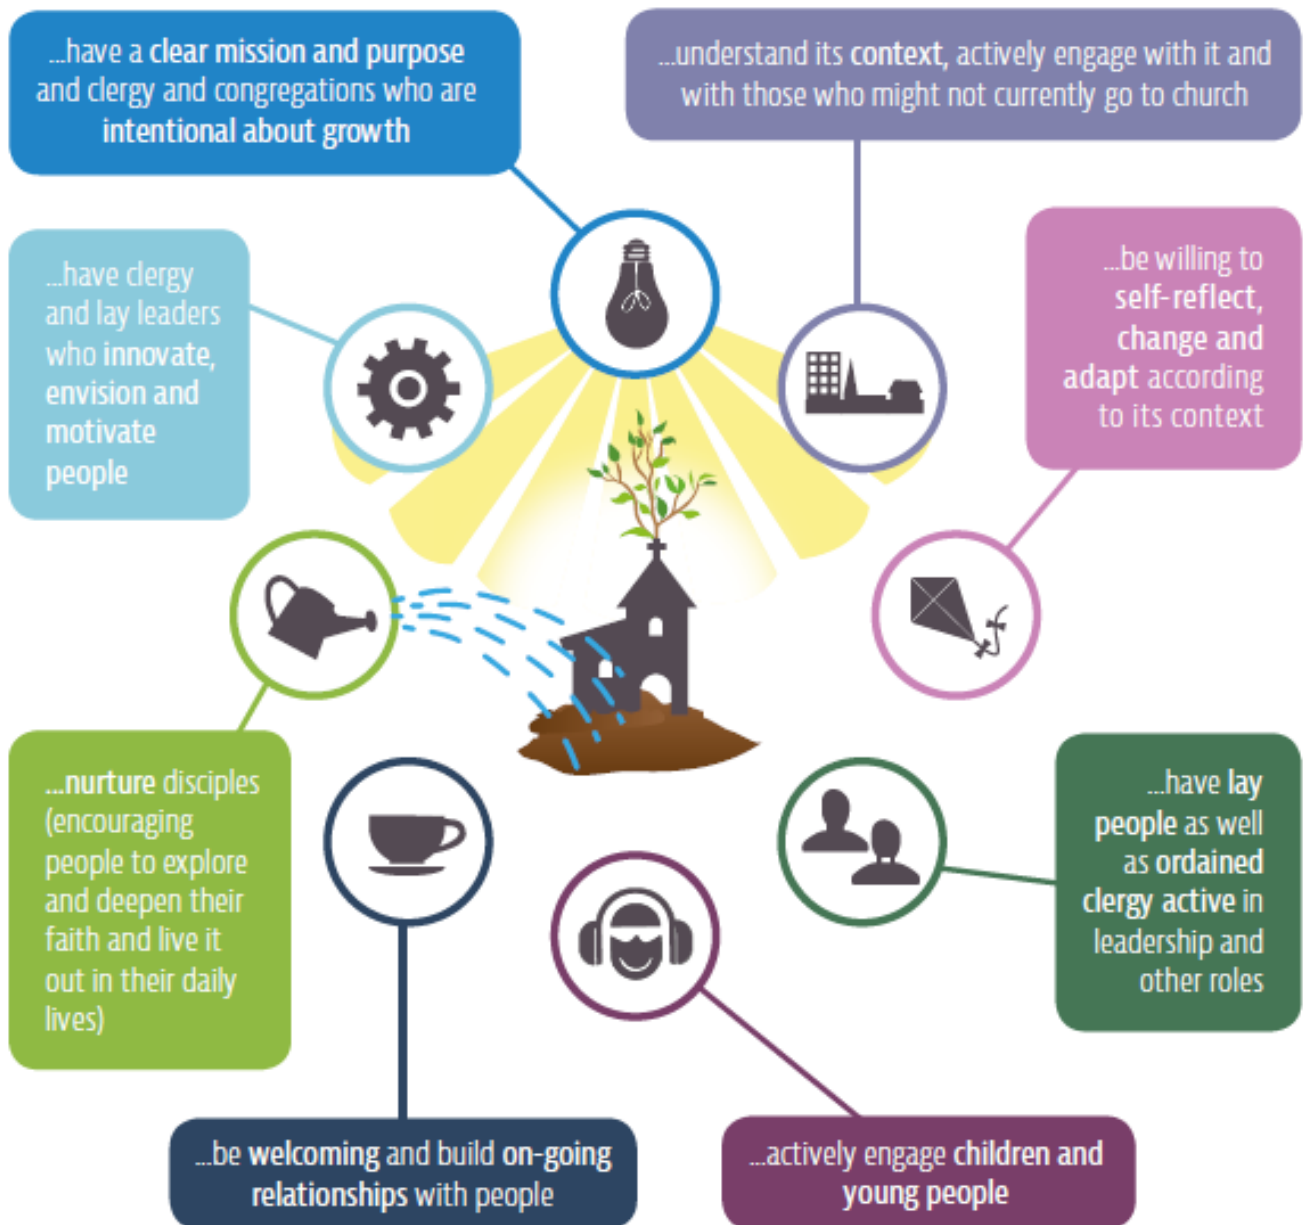 ...have a clear mission and purpose
and clergy and congregations who are
intentional about growth
...understand its context, actively engage with it and
with those who might not currently go to church
...have clergy
and lay leaders
who innovate,
envision and
motivate
people
...be willing to
self-reflect,
change and
adapt according
to its context
...nurture disciples
(encouraging
people to explore
and deepen their
faith and live it
out in their daily
lives)
...have lay
people as well
as ordained
clergy active in
leadership and
other roles
...be welcoming and build on-going
relationships with people
...actively engage children and
young people